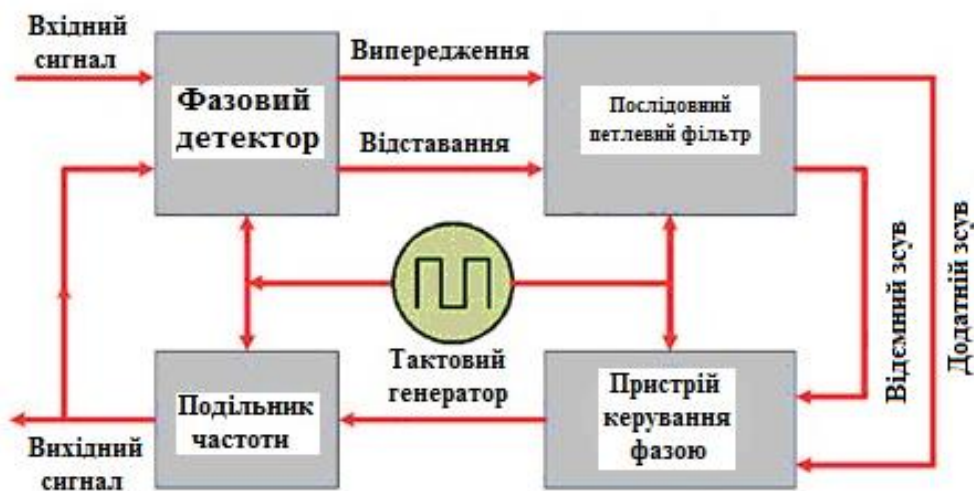 Вхідний
сигнал
Фазовий
детектор
Випередження
Відставання
Послідовний
петлевий фільтр
Відємний зсув
Додатній зсув
Тактовий
генератор
Подільник
частоти
Пристрій
керування
фазою
Вихідний
сигнал